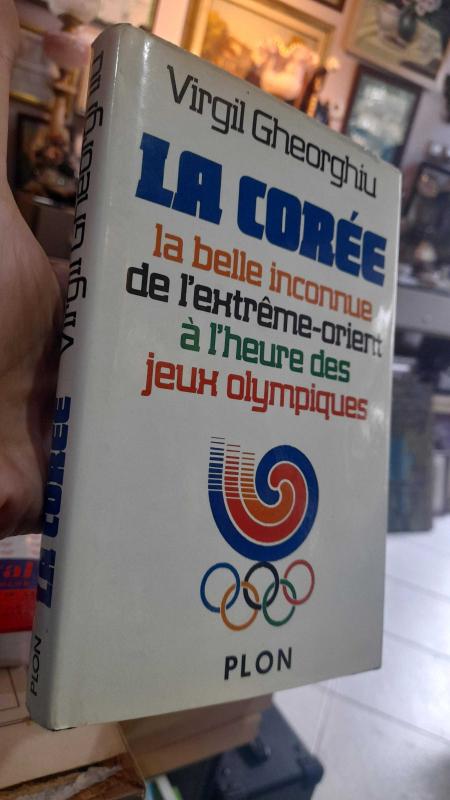 Virgil Gheorghiu
LA CORÉE
la belle inconnue
de l'extrême-orient
à l'heure des
jeux olympiques
PLON
Virgil Gheorghiu
LA CORÉE
PLON